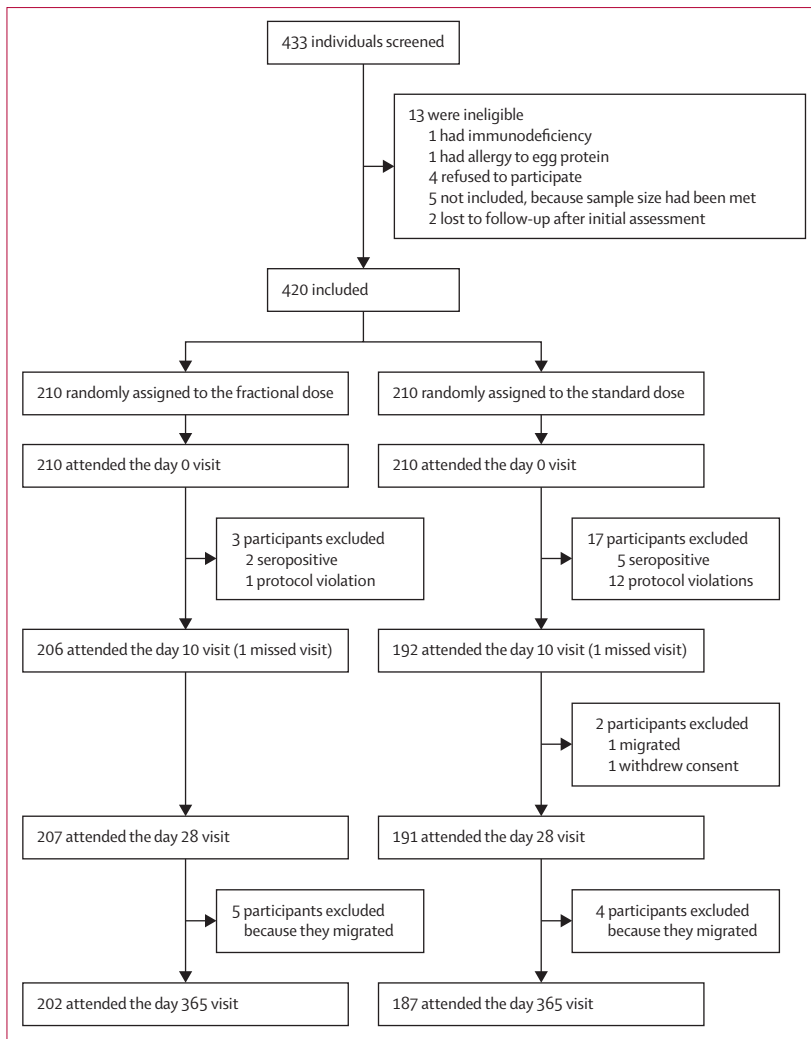 433 individuals screened
13 were ineligible
1 had immunodeficiency
1 had allergy to egg protein
4 refused to participate
5 not included, because sample size had been met
2 lost to follow-up after initial assessment
420 included
210 randomly assigned to the fractional dose
210 randomly assigned to the standard dose
210 attended the day 0 visit
210 attended the day 0 visit
3 participants excluded
2 seropositive
1 protocol violation
17 participants excluded
5 seropositive
12 protocol violations
206 attended the day 10 visit (1 missed visit)
192 attended the day 10 visit (1 missed visit)
2 participants excluded
1 migrated
1 withdrew consent
207 attended the day 28 visit
191 attended the day 28 visit
5 participants excluded
because they migrated
4 participants excluded
because they migrated
202 attended the day 365 visit
187 attended the day 365 visit